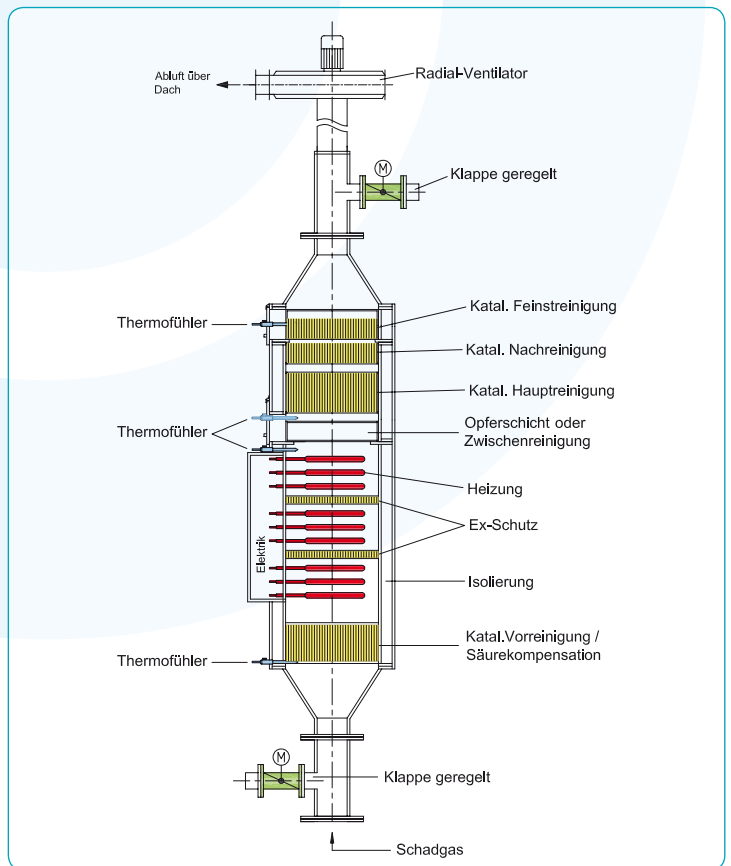 Abluft über
Dach
Radial-Ventilator
M
Klappe geregelt
Katal. Feinstreinigung
Thermofühler
Katal. Nachreinigung
Katal. Hauptreinigung
Opferschicht oder
Zwischenreinigung
Thermofühler
Heizung
Ex-Schutz
Elektrik
Isolierung
Katal.Vorreinigung /
Säurekompensation
Thermofühler
M
Klappe geregelt
Schadgas